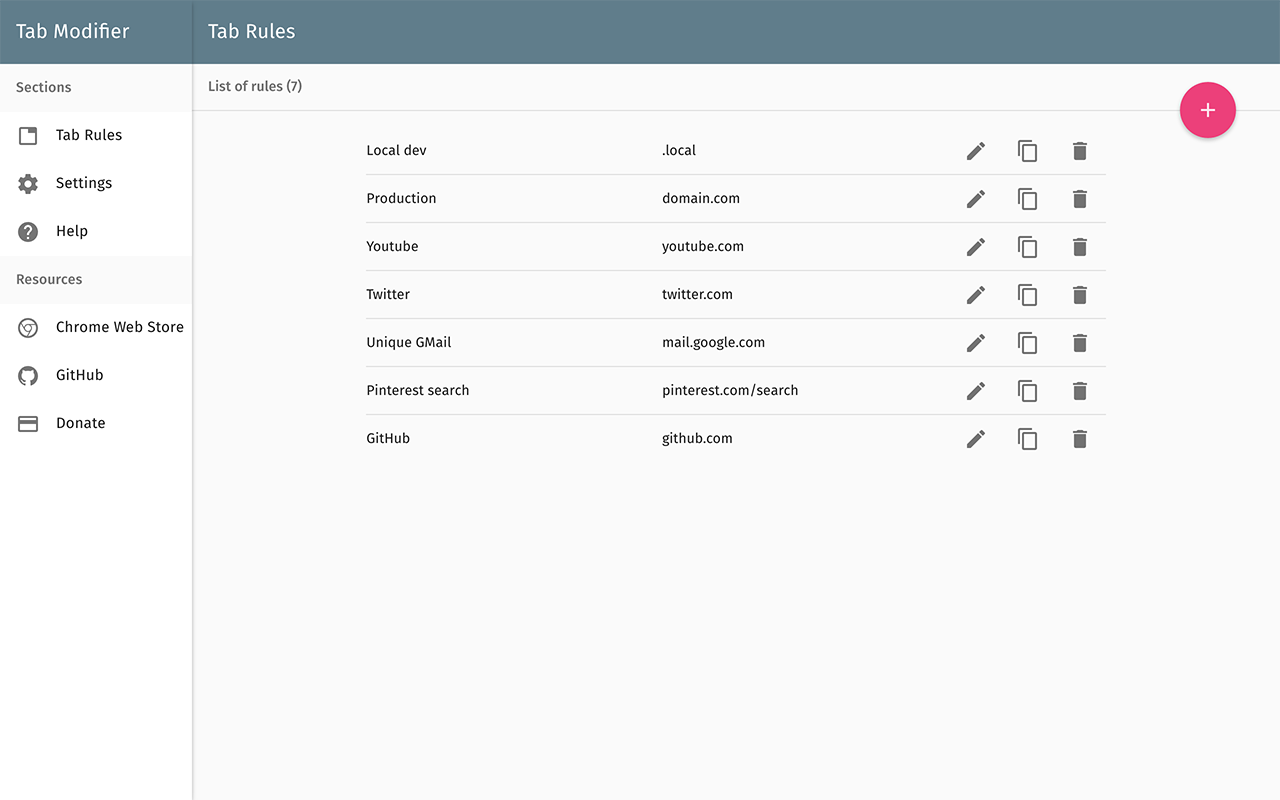 Tab Modifier
Tab Rules
Sections
Tab Rules
Settings
Help
Resources
Chrome Web Store
GitHub
Donate
List of rules (7)
Local dev .local
Production domain.com
Youtube youtube.com
Twitter twitter.com
Unique GMail mail.google.com
Pinterest search pinterest.com/search
GitHub github.com